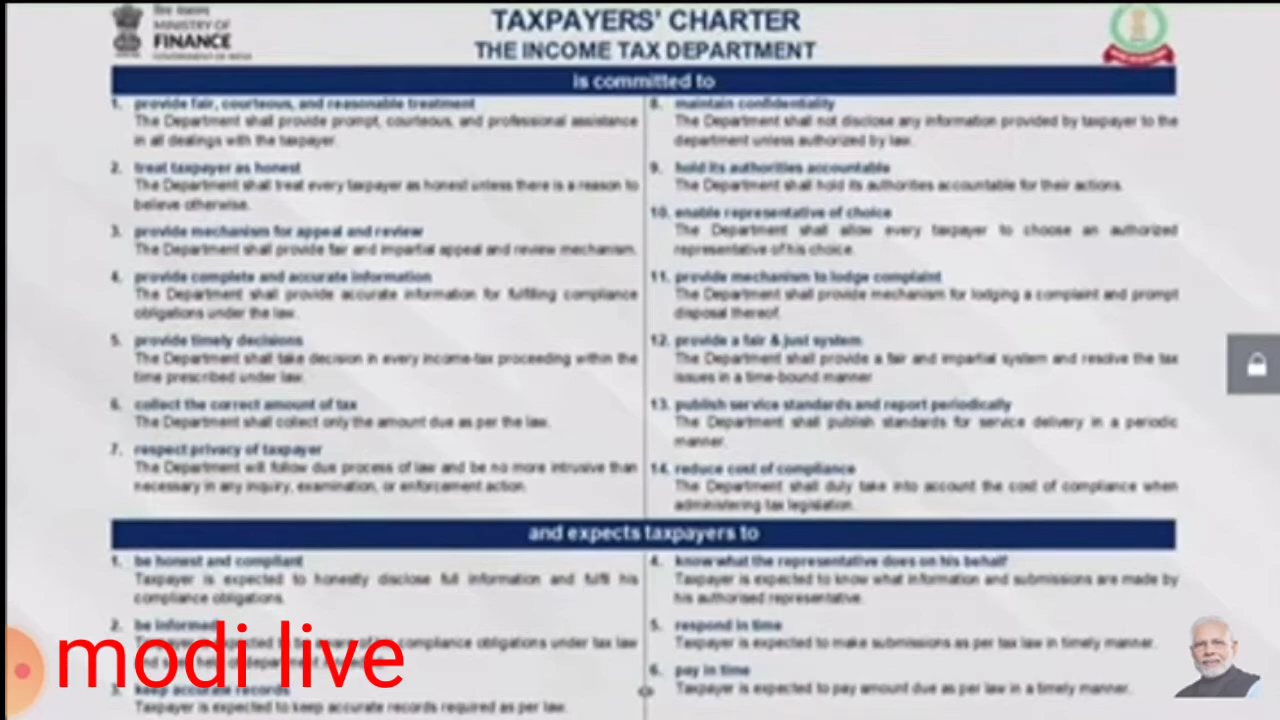 वित्त मंत्रालय
MINISTRY OF
FINANCE
GOVERNMENT OF INDIA
TAXPAYERS' CHARTER
THE INCOME TAX DEPARTMENT
is committed to
1. provide fair, courteous, and reasonable treatment
The Department shall provide prompt, courteous, and professional assistance
in all dealings with the taxpayer.
2. treat taxpayer as honest
The Department shall treat every taxpayer as honest unless there is a reason to
believe otherwise.
3. provide mechanism for appeal and review
The Department shall provide fair and impartial appeal and review mechanism.
4. provide complete and accurate information
The Department shall provide accurate information for fulfilling compliance
obligations under the law.
5. provide timely decisions
The Department shall take decision in every income-tax proceeding within the
time prescribed under law.
6. collect the correct amount of tax
The Department shall collect only the amount due as per the law.
7. respect privacy of taxpayer
The Department will follow due process of law and be no more intrusive than
necessary in any inquiry, examination, or enforcement action.
8. maintain confidentiality
The Department shall not disclose any information provided by taxpayer to the
department unless authorized by law.
9. hold its authorities accountable
The Department shall hold its authorities accountable for their actions.
10. enable representative of choice
The Department shall allow every taxpayer to choose an authorized
representative of his choice.
11. provide mechanism to lodge complaint
The Department shall provide mechanism for lodging a complaint and prompt
disposal thereof.
12. provide a fair & just system
The Department shall provide a fair and impartial system and resolve the tax
issues in a time-bound manner
13. publish service standards and report periodically
The Department shall publish standards for service delivery in a periodic
manner.
14. reduce cost of compliance
The Department shall duly take into account the cost of compliance when
administering tax legislation.
and expects taxpayers to
1. be honest and compliant
Taxpayer is expected to honestly disclose full information and fulfil his
compliance obligations.
2. be informed
compliance obligations under tax law
3. keep accurate records
Taxpayer is expected to keep accurate records required as per law.
4. know what the representative does on his behalf
Taxpayer is expected to know what information and submissions are made by
his authorised representative.
5. respond in time
Taxpayer is expected to make submissions as per tax law in timely manner.
6. pay in time
Taxpayer is expected to pay amount due as per law in a timely manner.
modi live